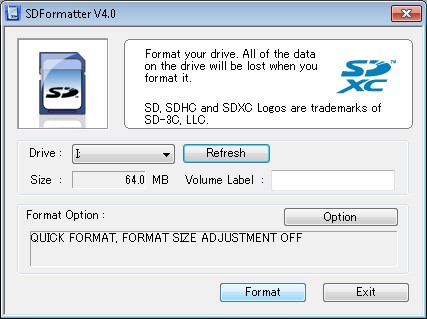 SDFormatter V4.0
Format your drive. All of the data
on the drive will be lost when you
format it.
SD, SDHC and SDXC Logos are trademarks of
SD-3C, LLC.
SD
SD
XC
TM
Drive : I: Refresh
Size : 64.0 MB Volume Label :
Format Option : Option
QUICK FORMAT, FORMAT SIZE ADJUSTMENT OFF
Format Exit